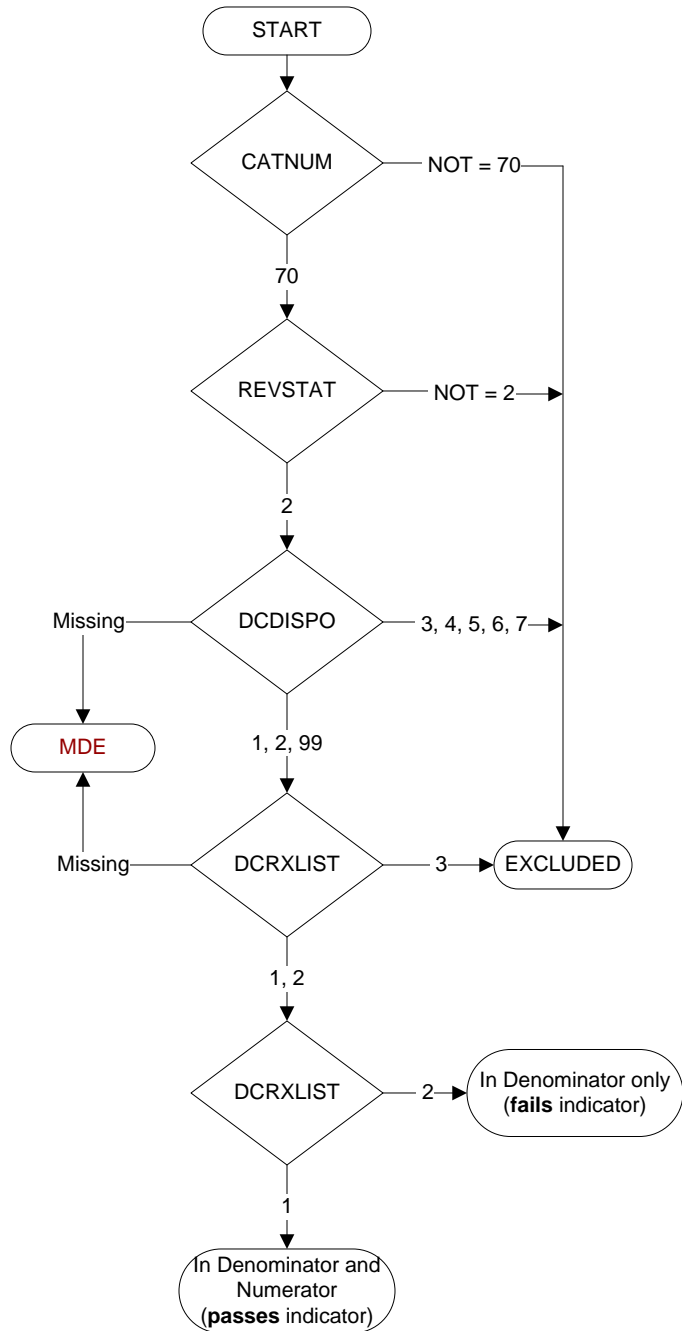 START
CATNUM
NOT = 70
70
REVSTAT
NOT = 2
2
Missing
DCDISPO
3, 4, 5, 6, 7
MDE
1, 2, 99
Missing
DCRXLIST
3
EXCLUDED
1, 2
DCRXLIST
2
In Denominator only
(fails indicator)
1
In Denominator and
Numerator
(passes indicator)